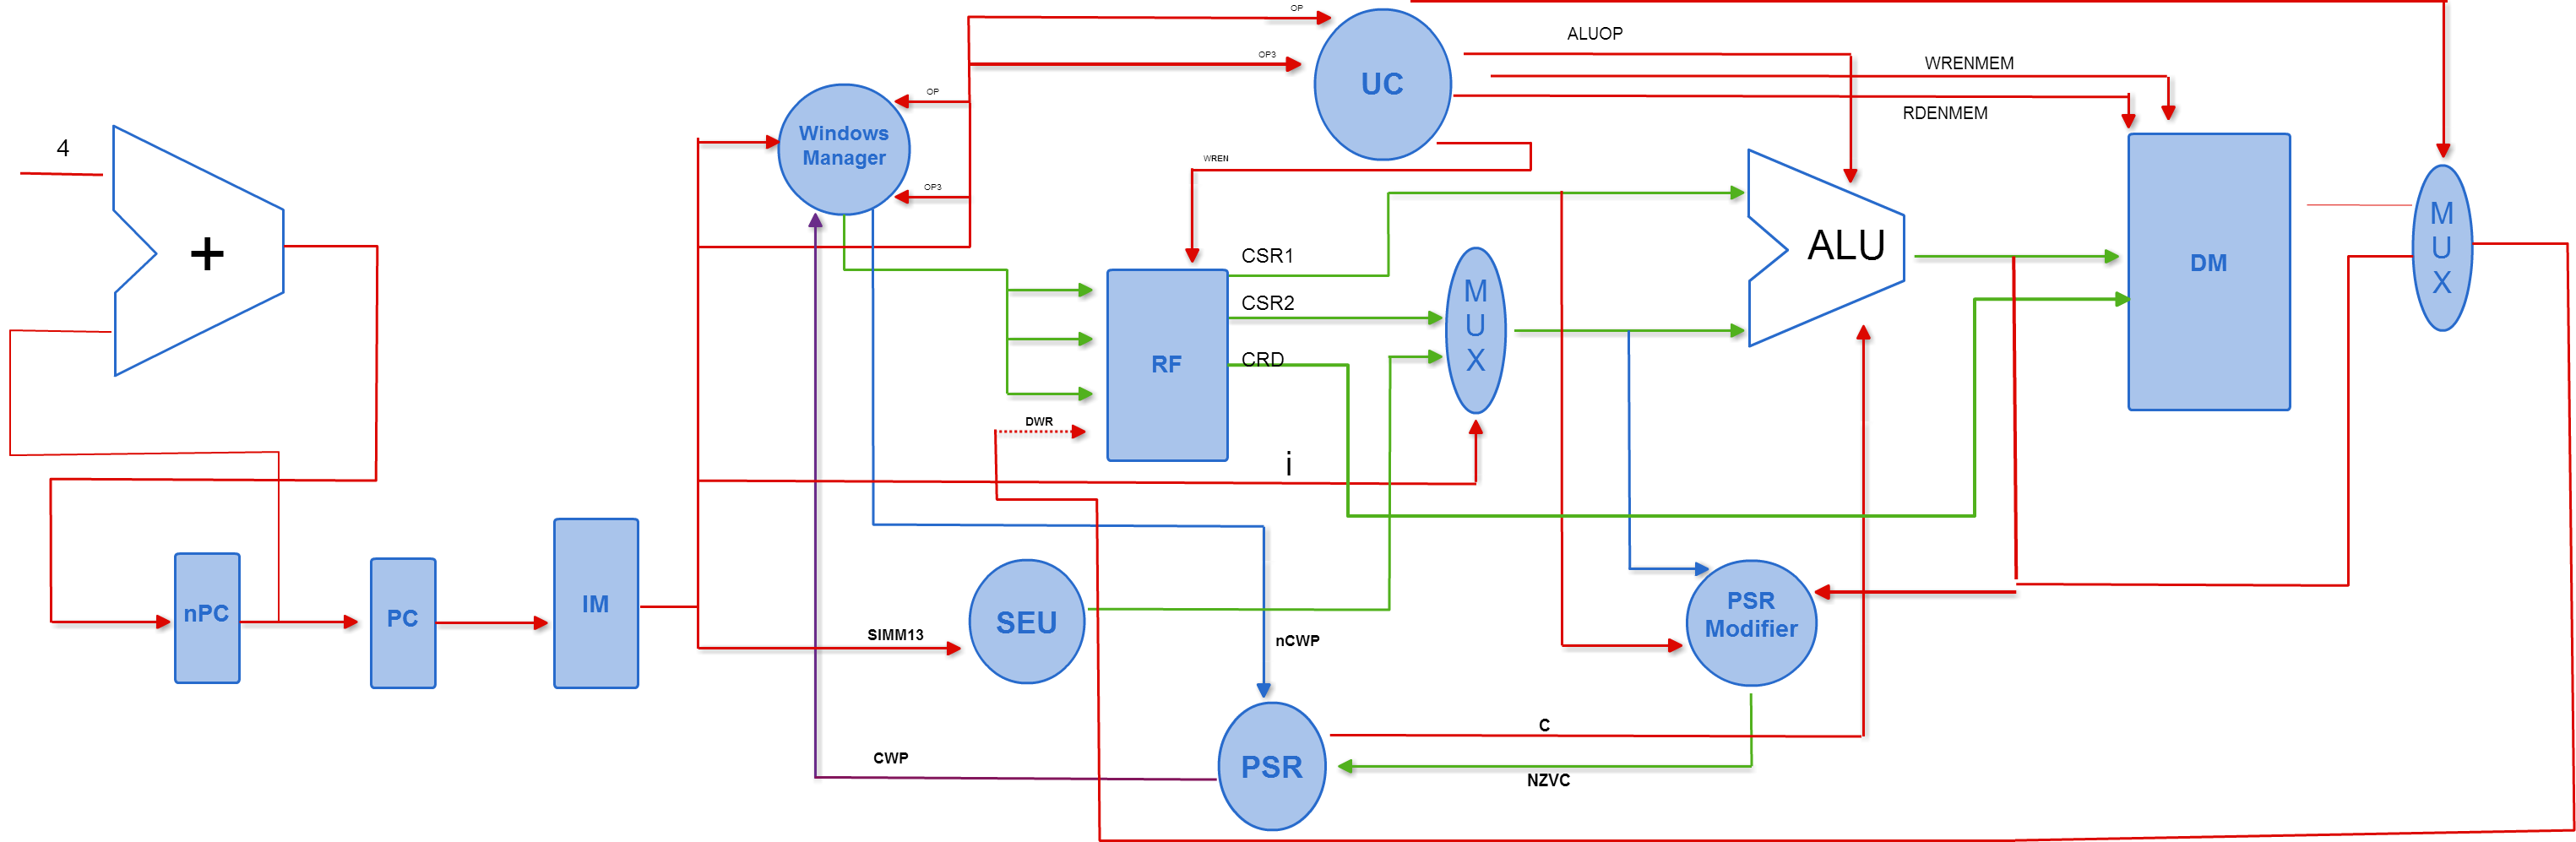 OP
ALUOP
OP3
WRENMEM
UC
OP
RDENMEM
4
Windows
Manager
WREN
OP3
M
U
X
+
ALU
CSR1
DM
M
U
X
CSR2
CRD
RF
DWR
i
nPC
PC
IM
SEU
PSR
Modifier
SIMM13
nCWP
C
CWP
PSR
NZVC